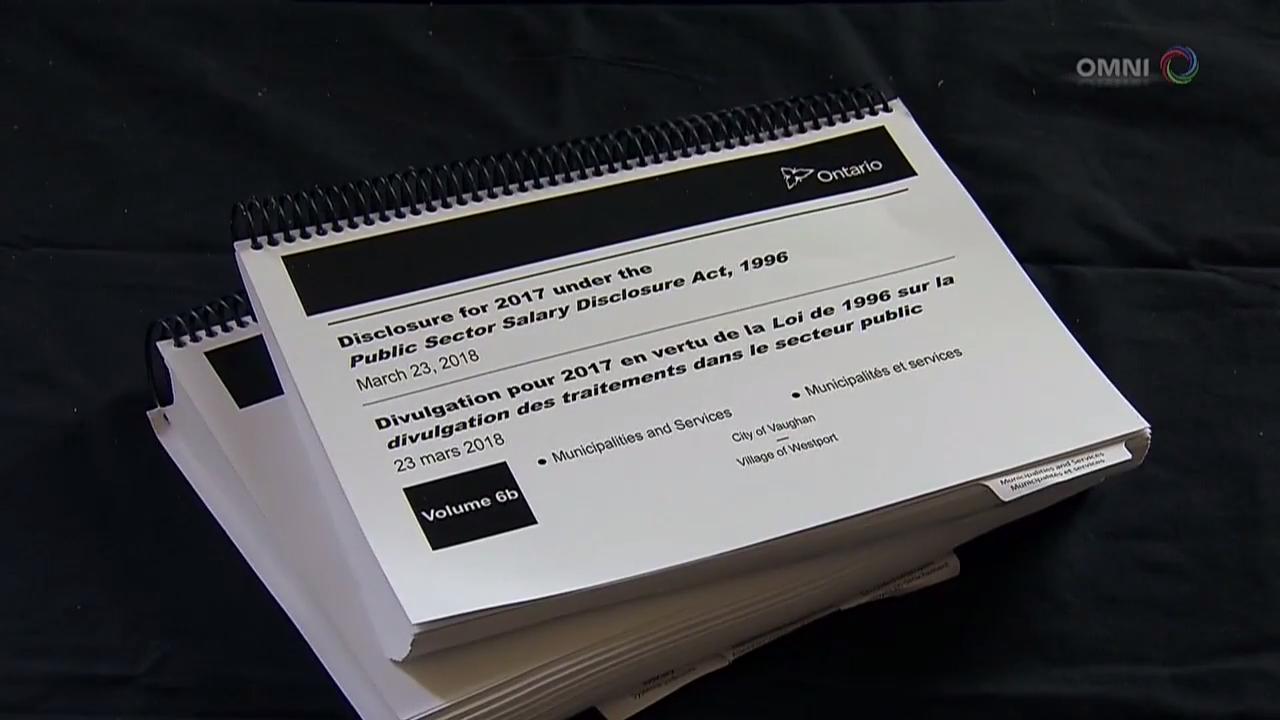 OMNI
Ontario
Disclosure for 2017 under the
Public Sector Salary Disclosure Act, 1996
March 23, 2018
Divulgation pour 2017 en vertu de la Loi de 1996 sur la
divulgation des traitements dans le secteur public
23 mars 2018
• Municipalities and Services
• Municipalités et services
City of Vaughan
—
Village of Westport
Volume 6b
Municipalities and Services
Municipalités et services